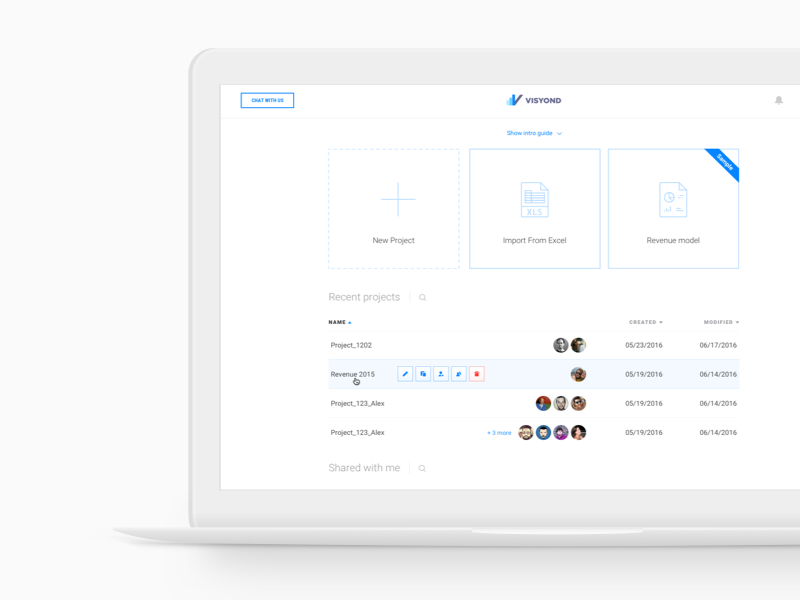 CHAT WITH US
VISYOND
Show intro guide
New Project
XLS
Import From Excel
Sample
Revenue model
Recent projects
NAME CREATED MODIFIED
Project_1202 05/23/2016 06/17/2016
Revenue 2015 05/19/2016 06/14/2016
Project_123_Alex 05/19/2016 06/14/2016
Project_123_Alex + 3 more 05/19/2016 06/14/2016
Shared with me